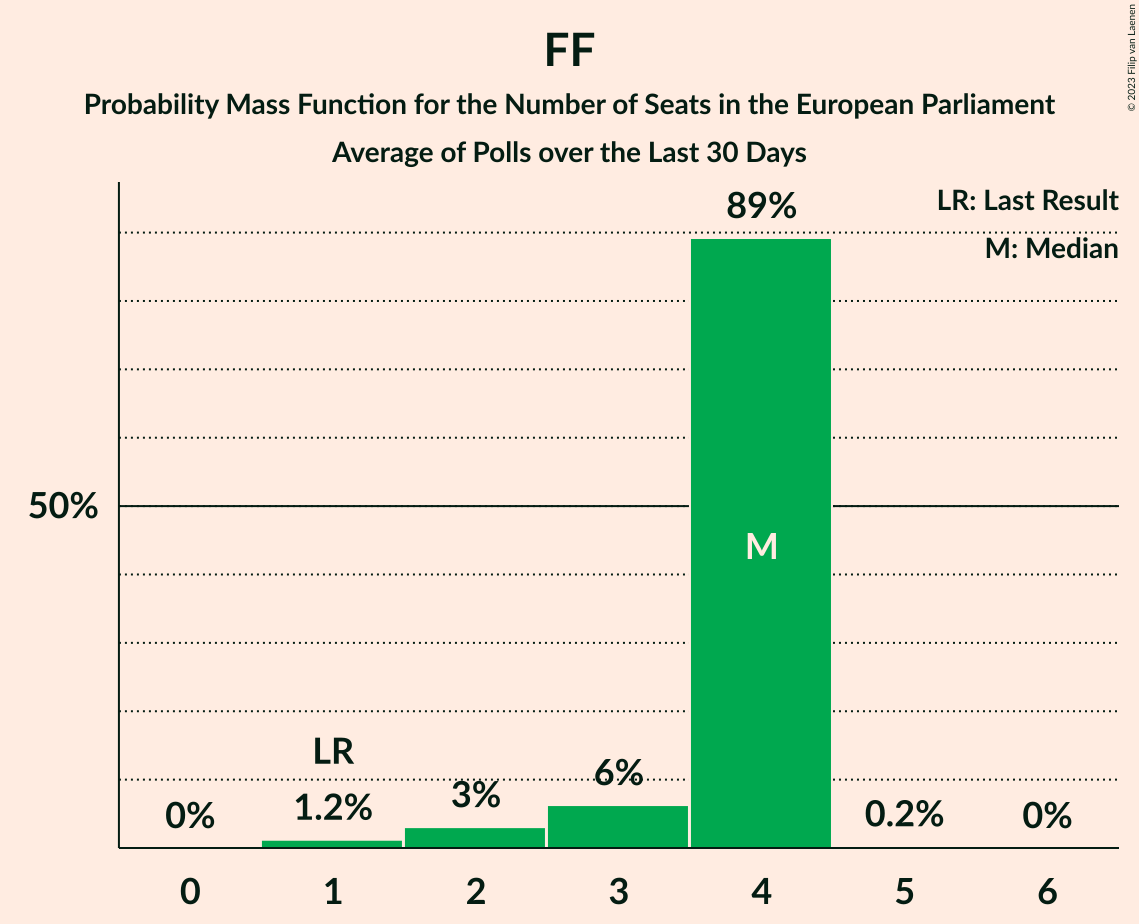 FF
Probability Mass Function for the Number of Seats in the European Parliament
Average of Polls over the Last 30 Days
© 2023 Filip van Laenen
LR: Last Result
M: Median
89%
50%
M
LR
0%
1.2%
3%
6%
0.2%
0%
0 1 2 3 4 5 6